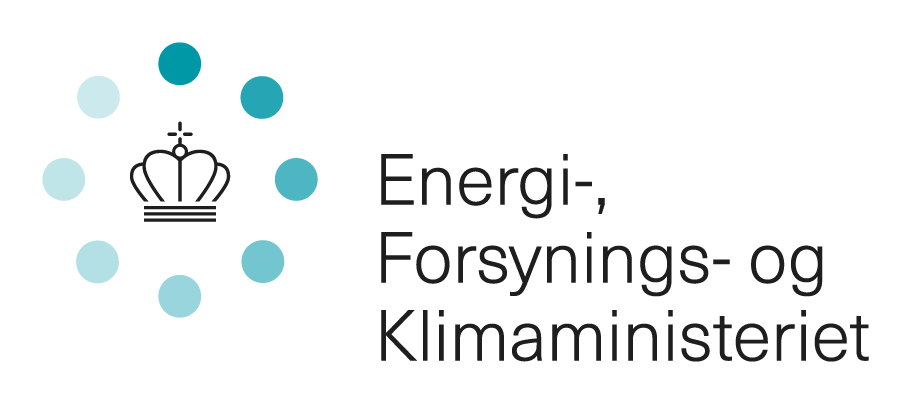 Energi-,
Forsynings- og
Klimaministeriet